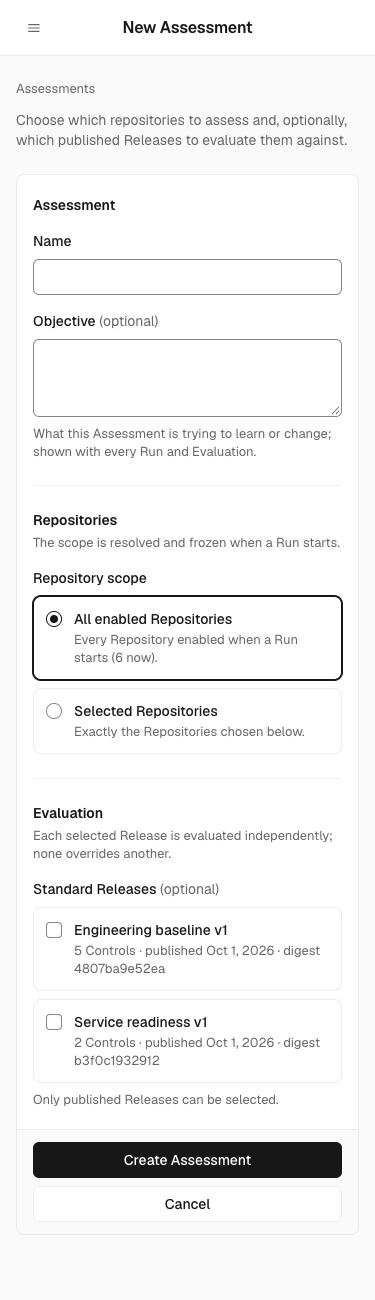 New Assessment
Assessments
Choose which repositories to assess and, optionally,
which published Releases to evaluate them against.
Assessment
Name
Objective (optional)
What this Assessment is trying to learn or change;
shown with every Run and Evaluation.
Repositories
The scope is resolved and frozen when a Run starts.
Repository scope
All enabled Repositories
Every Repository enabled when a Run
starts (6 now).
Selected Repositories
Exactly the Repositories chosen below.
Evaluation
Each selected Release is evaluated independently;
none overrides another.
Standard Releases (optional)
Engineering baseline v1
5 Controls · published Oct 1, 2026 · digest
4807ba9e52ea
Service readiness v1
2 Controls · published Oct 1, 2026 · digest
b3f0c1932912
Only published Releases can be selected.
Create Assessment
Cancel